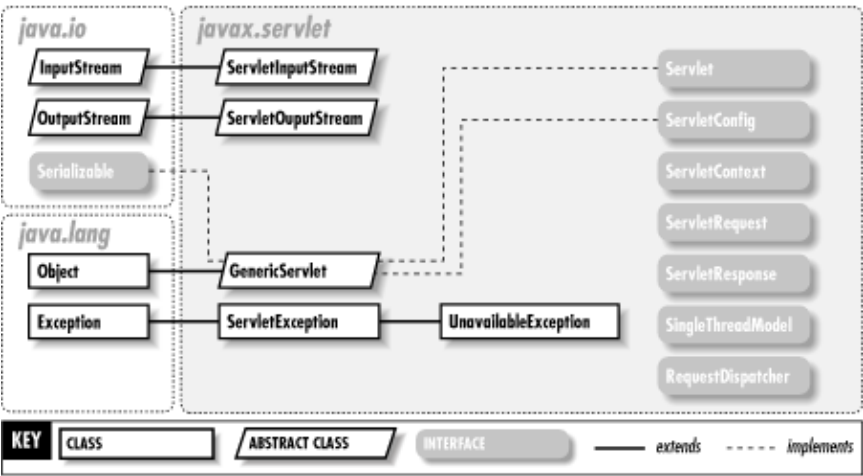 java.io
InputStream
OutputStream
Serializable
java.lang
Object
Exception
javax.servlet
ServletInputStream
ServletOuputStream
GenericServlet
ServletException
UnavailableException
Servlet
ServletConfig
ServletContext
ServletRequest
ServletResponse
SingleThreadModel
RequestDispatcher
KEY
CLASS
ABSTRACT CLASS
INTERFACE
extends
implements